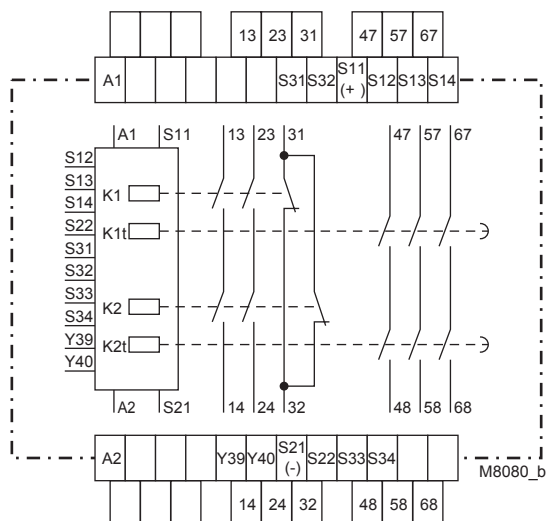 13 23 31 47 57 67
A1 S31 S32 S11 (+) S12 S13 S14
A1 S11 13 23 31 47 57 67
S12
S13
S14
S22
S31
S32
S33
S34
Y39
Y40
K1
K1t
K2
K2t
A2 S21 14 24 32 48 58 68
A2 Y39 Y40 S21 (-) S22 S33 S34
M8080_b
14 24 32 48 58 68